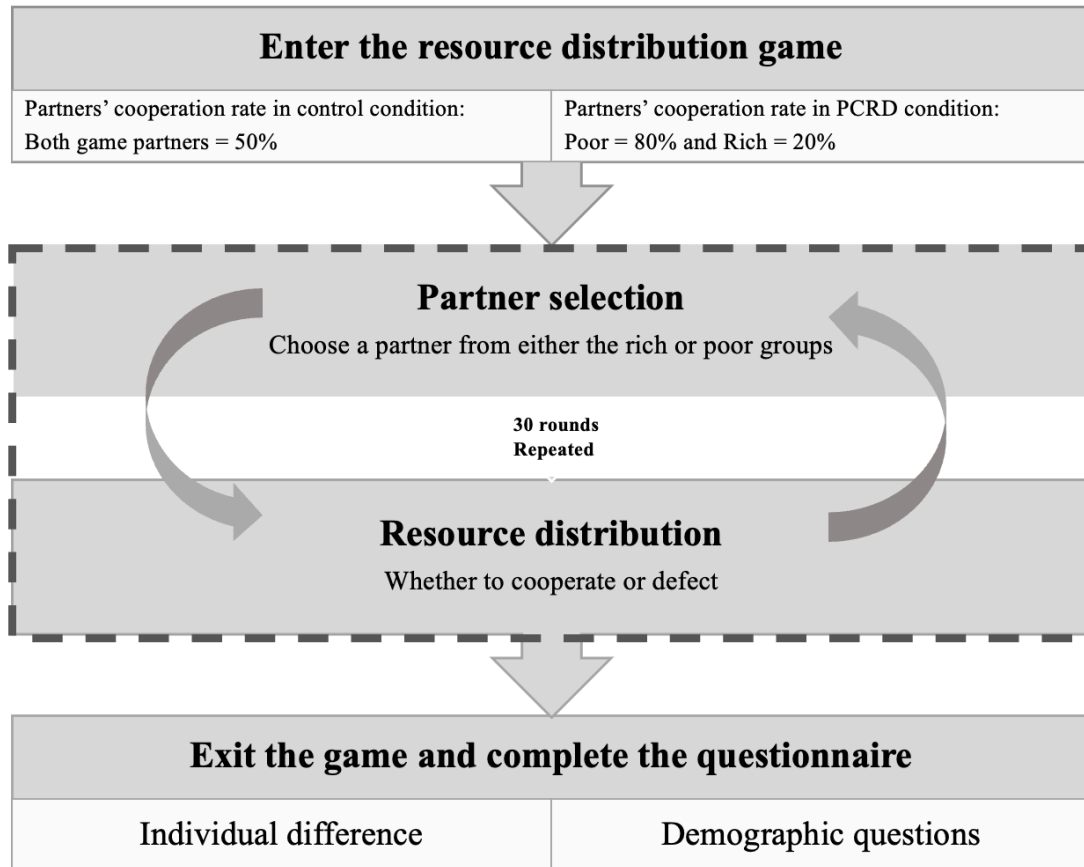 Enter the resource distribution game
Partners’ cooperation rate in control condition:
Both game partners = 50%
Partners’ cooperation rate in PCRD condition:
Poor = 80% and Rich = 20%
Partner selection
Choose a partner from either the rich or poor groups
30 rounds
Repeated
Resource distribution
Whether to cooperate or defect
Exit the game and complete the questionnaire
Individual difference
Demographic questions